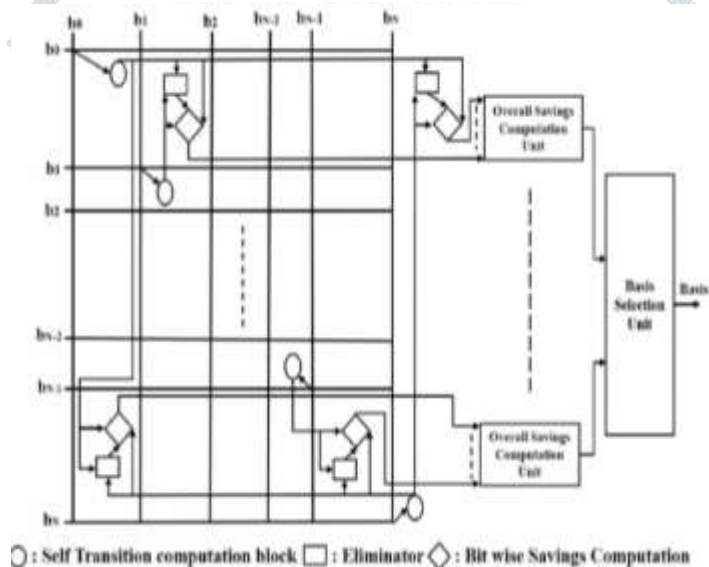 b0 b1 b2 bN-1 bN-1 bN
b0
b1
b2
bN-2
bN-1
bN
Overall Savings
Computation
Unit
Basis
Selection
Unit
Basis
Overall Savings
Computation
Unit
: Self Transition computation block : Eliminator : Bit wise Savings Computation